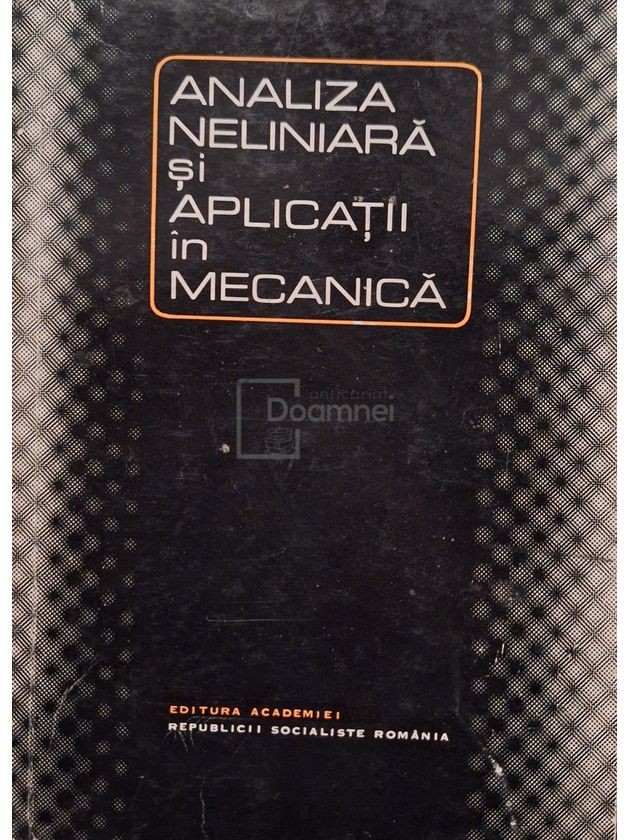 ANALIZA
NELINIARĂ
și
APLICAȚII
în
MECANICĂ
anticariat
Doamnei
EDITURA ACADEMIEI
REPUBLICII SOCIALISTE ROMÂNIA